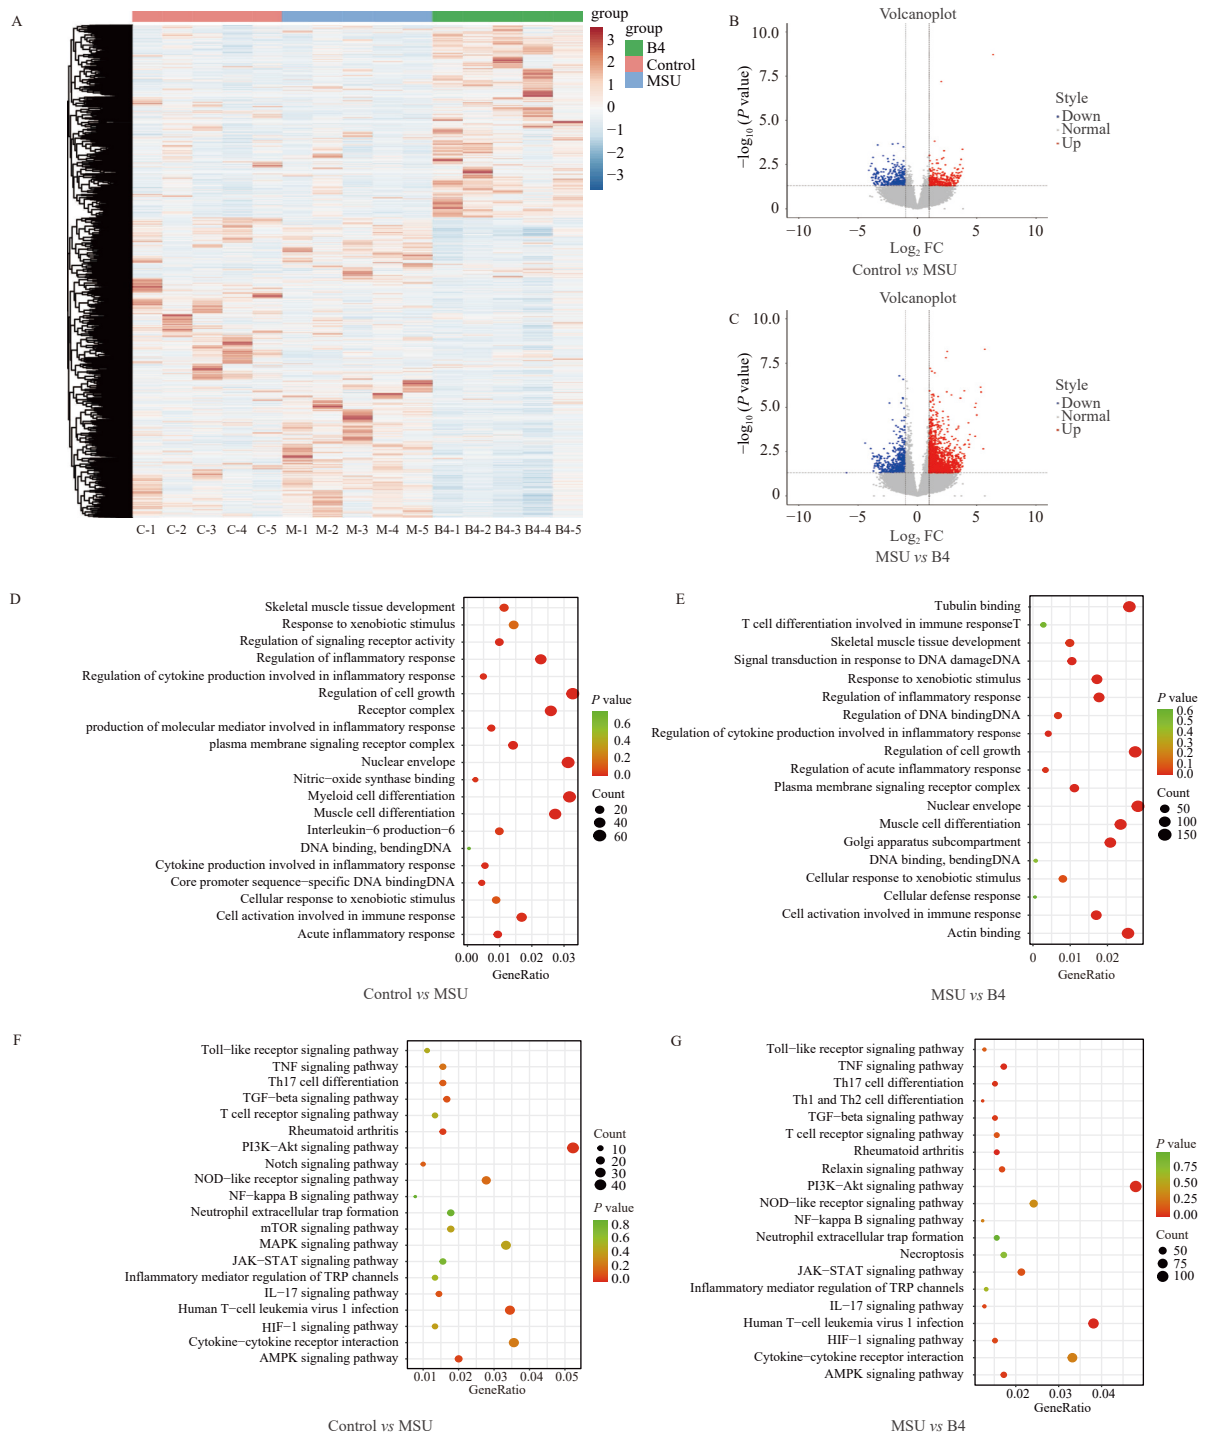 A
group
3
2
1
0
−1
−2
−3
group
B4
Control
MSU
C-1 C-2 C-3 C-4 C-5 M-1 M-2 M-3 M-4 M-5 B4-1 B4-2 B4-3 B4-4 B4-5
B
Volcanoplot
10.0
7.5
5.0
2.5
0
−log10 (P value)
−10 −5 0 5 10
Log2 FC
Control vs MSU
Style
Down
Normal
Up
C
Volcanoplot
10.0
7.5
5.0
2.5
0
−log10 (P value)
−10 −5 0 5 10
Log2 FC
MSU vs B4
Style
Down
Normal
Up
D
Skeletal muscle tissue development
Response to xenobiotic stimulus
Regulation of signaling receptor activity
Regulation of inflammatory response
Regulation of cytokine production involved in inflammatory response
Regulation of cell growth
Receptor complex
production of molecular mediator involved in inflammatory response
plasma membrane signaling receptor complex
Nuclear envelope
Nitric−oxide synthase binding
Myeloid cell differentiation
Muscle cell differentiation
Interleukin−6 production−6
DNA binding, bendingDNA
Cytokine production involved in inflammatory response
Core promoter sequence−specific DNA bindingDNA
Cellular response to xenobiotic stimulus
Cell activation involved in immune response
Acute inflammatory response
0.00 0.01 0.02 0.03
GeneRatio
Control vs MSU
P value
0.6
0.4
0.2
0.0
Count
20
40
60
E
Tubulin binding
T cell differentiation involved in immune responseT
Skeletal muscle tissue development
Signal transduction in response to DNA damageDNA
Response to xenobiotic stimulus
Regulation of inflammatory response
Regulation of DNA bindingDNA
Regulation of cytokine production involved in inflammatory response
Regulation of cell growth
Regulation of acute inflammatory response
Plasma membrane signaling receptor complex
Nuclear envelope
Muscle cell differentiation
Golgi apparatus subcompartment
DNA binding, bendingDNA
Cellular response to xenobiotic stimulus
Cellular defense response
Cell activation involved in immune response
Actin binding
0 0.01 0.02
GeneRatio
MSU vs B4
P value
0.6
0.5
0.4
0.3
0.2
0.1
0.0
Count
50
100
150
F
Toll−like receptor signaling pathway
TNF signaling pathway
Th17 cell differentiation
TGF−beta signaling pathway
T cell receptor signaling pathway
Rheumatoid arthritis
PI3K−Akt signaling pathway
Notch signaling pathway
NOD−like receptor signaling pathway
NF−kappa B signaling pathway
Neutrophil extracellular trap formation
mTOR signaling pathway
MAPK signaling pathway
JAK−STAT signaling pathway
Inflammatory mediator regulation of TRP channels
IL−17 signaling pathway
Human T−cell leukemia virus 1 infection
HIF−1 signaling pathway
Cytokine−cytokine receptor interaction
AMPK signaling pathway
0.01 0.02 0.03 0.04 0.05
GeneRatio
Control vs MSU
Count
10
20
30
40
P value
0.8
0.6
0.4
0.2
0.0
G
Toll−like receptor signaling pathway
TNF signaling pathway
Th17 cell differentiation
Th1 and Th2 cell differentiation
TGF−beta signaling pathway
T cell receptor signaling pathway
Rheumatoid arthritis
Relaxin signaling pathway
PI3K−Akt signaling pathway
NOD−like receptor signaling pathway
NF−kappa B signaling pathway
Neutrophil extracellular trap formation
Necroptosis
JAK−STAT signaling pathway
Inflammatory mediator regulation of TRP channels
IL−17 signaling pathway
Human T−cell leukemia virus 1 infection
HIF−1 signaling pathway
Cytokine−cytokine receptor interaction
AMPK signaling pathway
0.02 0.03 0.04
GeneRatio
MSU vs B4
P value
0.75
0.50
0.25
0.00
Count
50
75
100